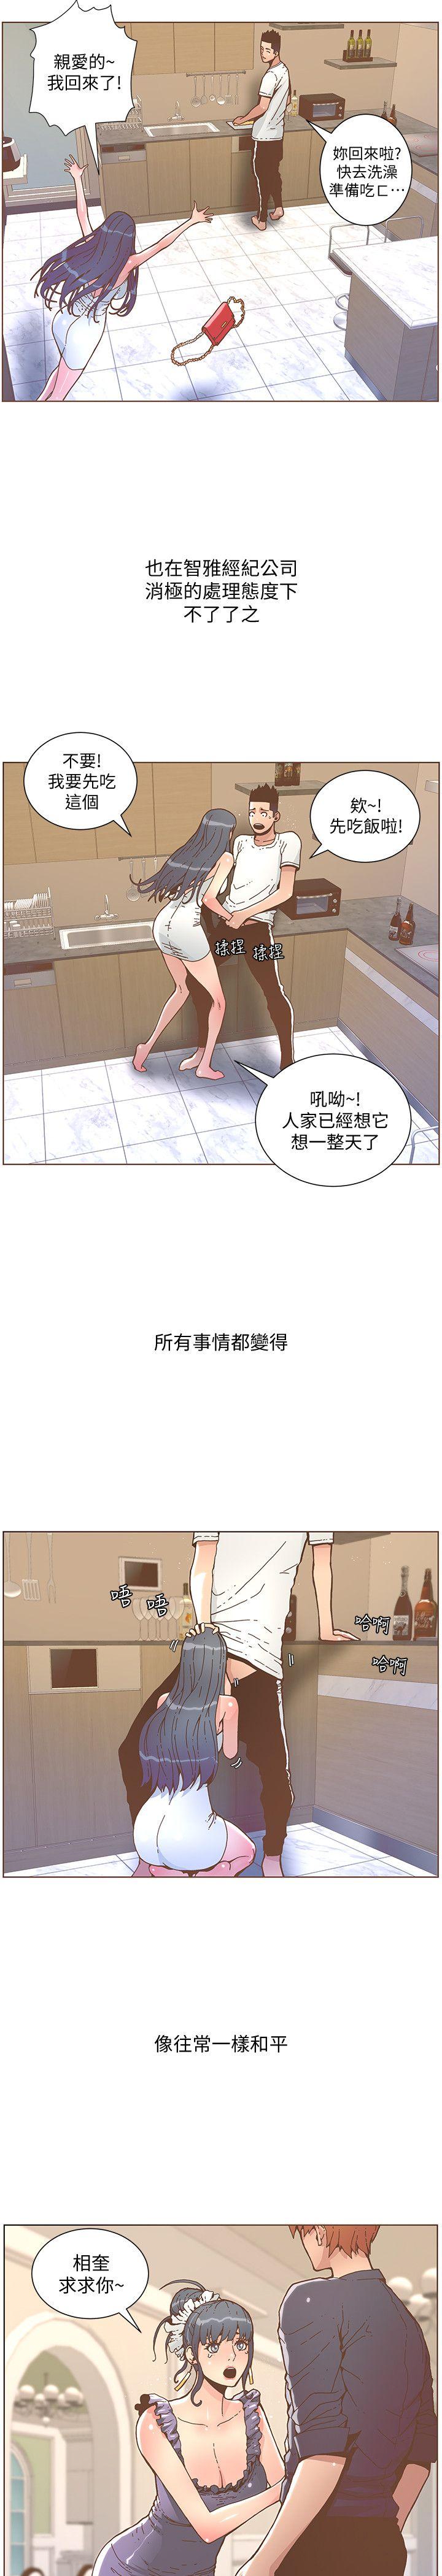 親愛的~
我回來了!
妳回來啦?
快去洗澡
準備吃ㄈ…
也在智雅經紀公司
消極的處理態度下
不了了之
不要!
我要先吃
這個
欸~!
先吃飯啦!
揉捏
揉捏
吼呦~!
人家已經想它
想一整天了
所有事情都變得
唔
唔
哈啊
哈啊
像往常一樣和平
相奎
求求你~